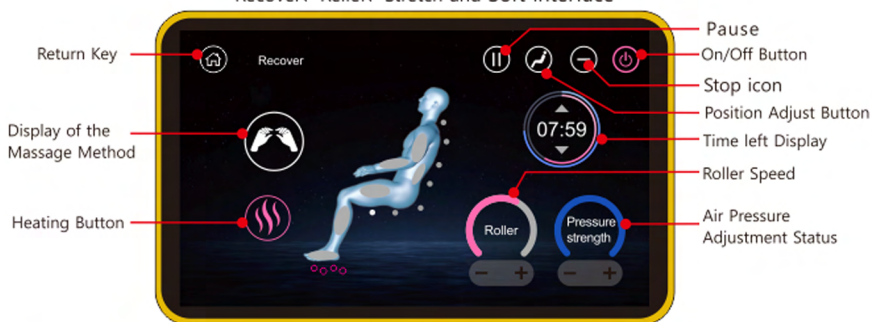 Return Key
Recover
Pause
On/Off Button
Stop icon
Position Adjust Button
Display of the
Massage Method
07:59
Time left Display
Roller Speed
Heating Button
Roller
Pressure
strength
Air Pressure
Adjustment Status
- +
- +